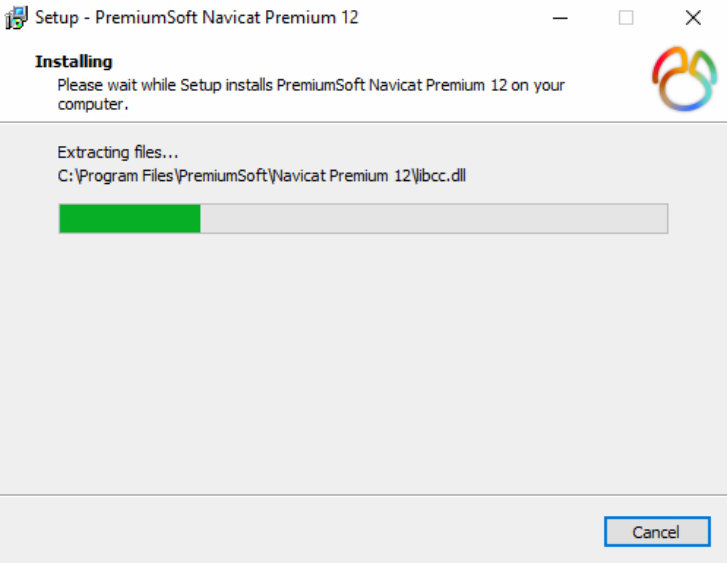 Setup - PremiumSoft Navicat Premium 12
Installing
Please wait while Setup installs PremiumSoft Navicat Premium 12 on your
computer.
Extracting files...
C:\Program Files\PremiumSoft\Navicat Premium 12\libcc.dll
Cancel